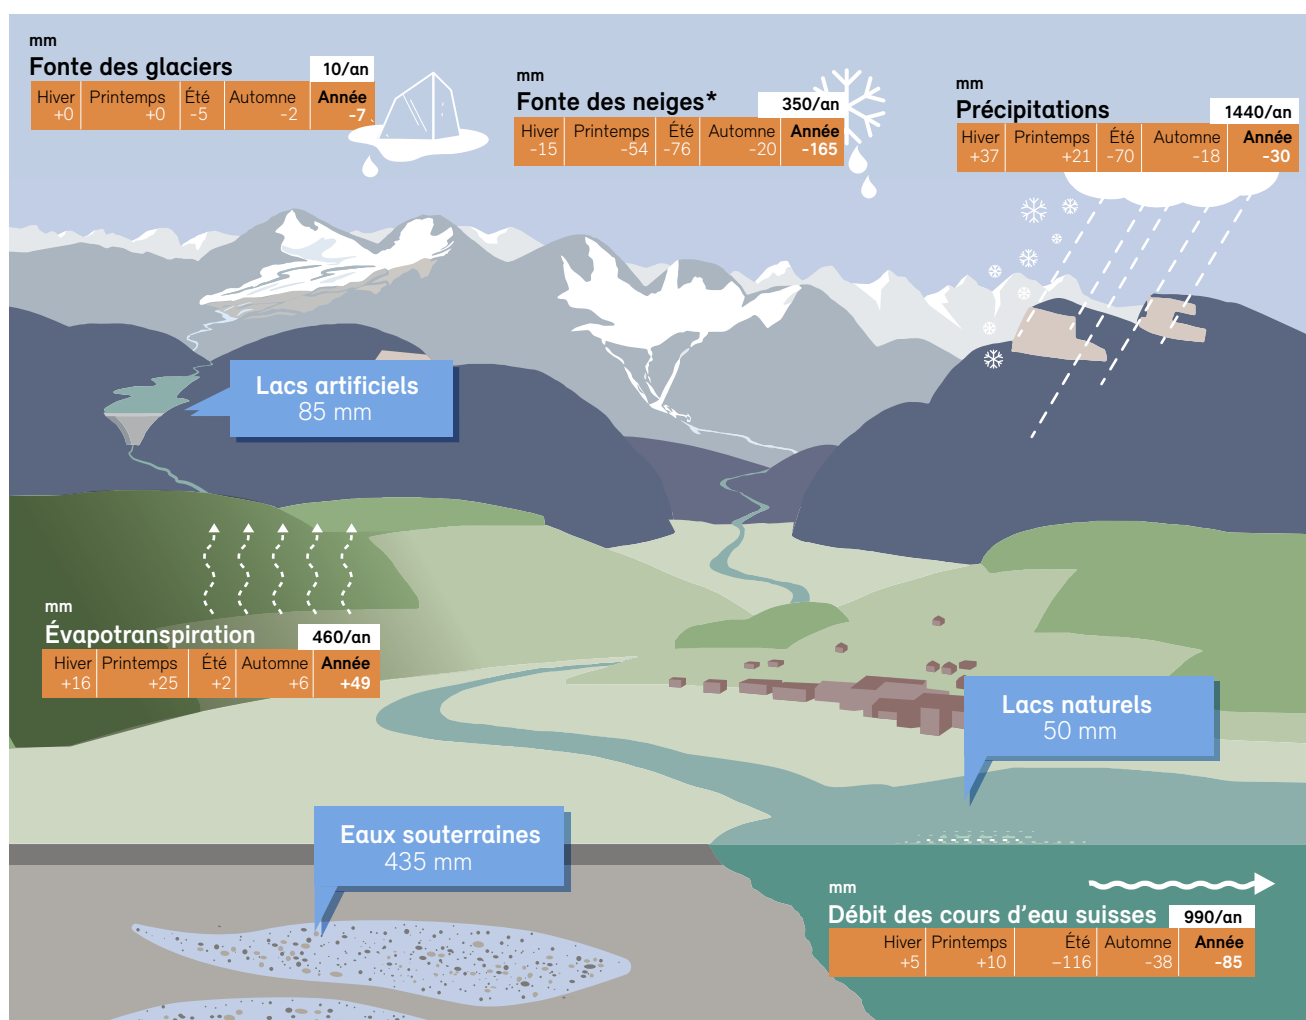 mm
Fonte des glaciers 10/an
Hiver Printemps Été Automne Année
+0 +0 -5 -2 -7
mm
Fonte des neiges* 350/an
Hiver Printemps Été Automne Année
-15 -54 -76 -20 -165
mm
Précipitations 1440/an
Hiver Printemps Été Automne Année
+37 +21 -70 -18 -30
Lacs artificiels
85 mm
mm
Évapotranspiration 460/an
Hiver Printemps Été Automne Année
+16 +25 +2 +6 +49
Lacs naturels
50 mm
Eaux souterraines
435 mm
mm
Débit des cours d’eau suisses 990/an
Hiver Printemps Été Automne Année
+5 +10 –116 -38 -85